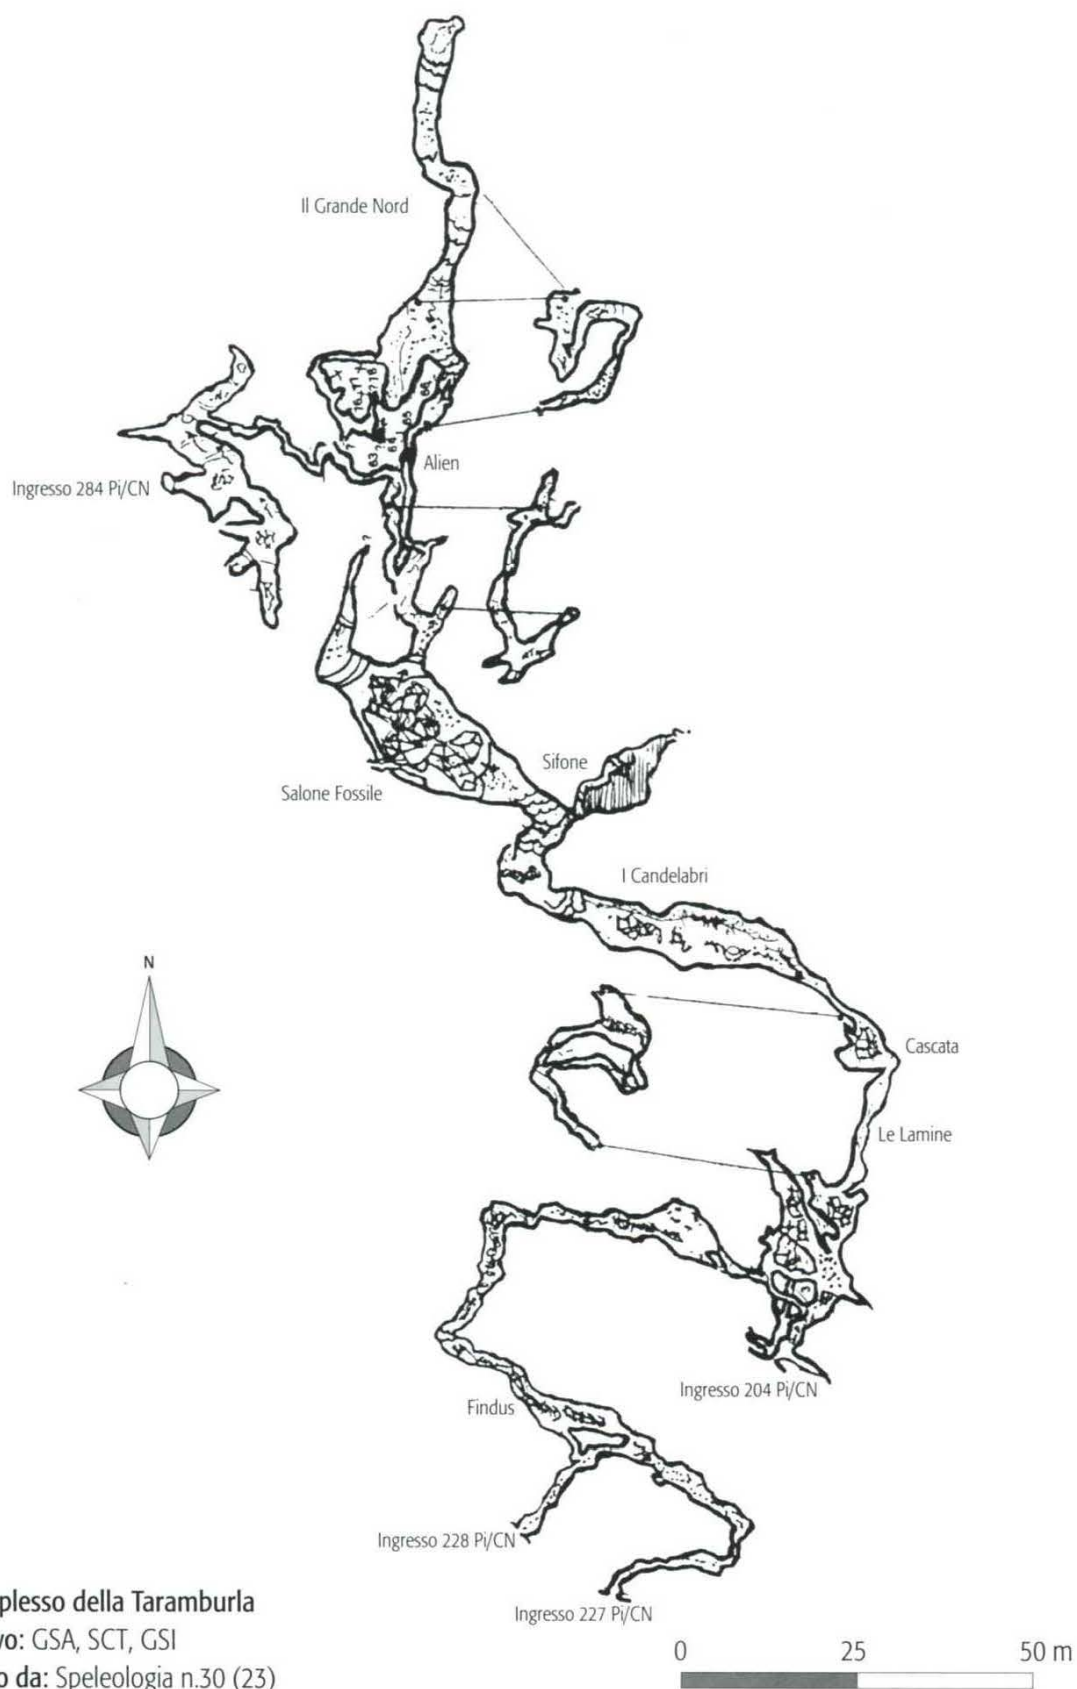 Il Grande Nord
Alien
Ingresso 284 Pi/CN
Sifone
Salone Fossile
I Candelabri
N
Cascata
Le Lamine
Ingresso 204 Pi/CN
Findus
Ingresso 228 Pi/CN
Ingresso 227 Pi/CN
plesso della Taramburla
vo: GSA, SCT, GSI
o da: Speleologia n.30 (23)
0 25 50 m